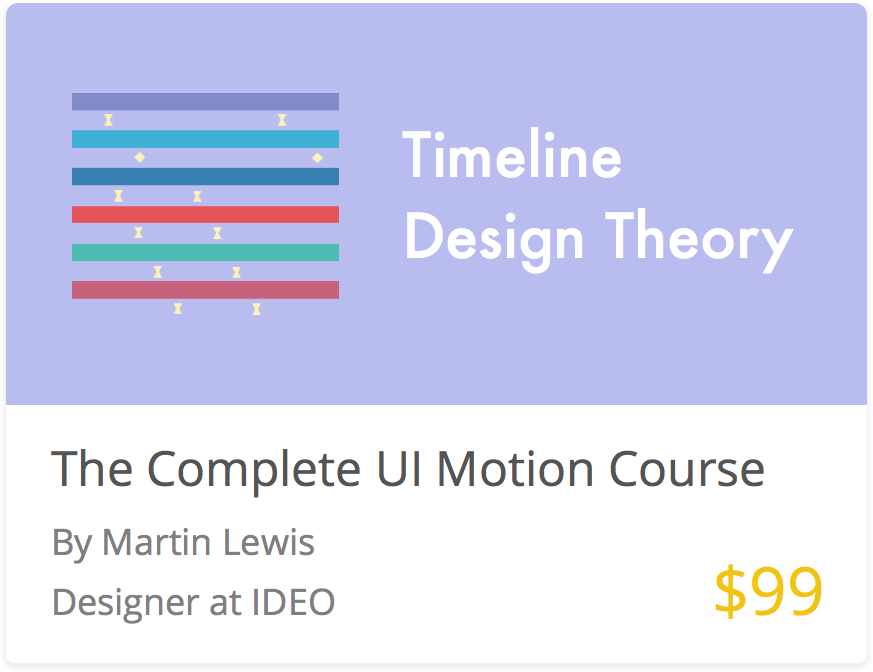 Timeline
Design Theory
The Complete UI Motion Course
By Martin Lewis
Designer at IDEO
$99